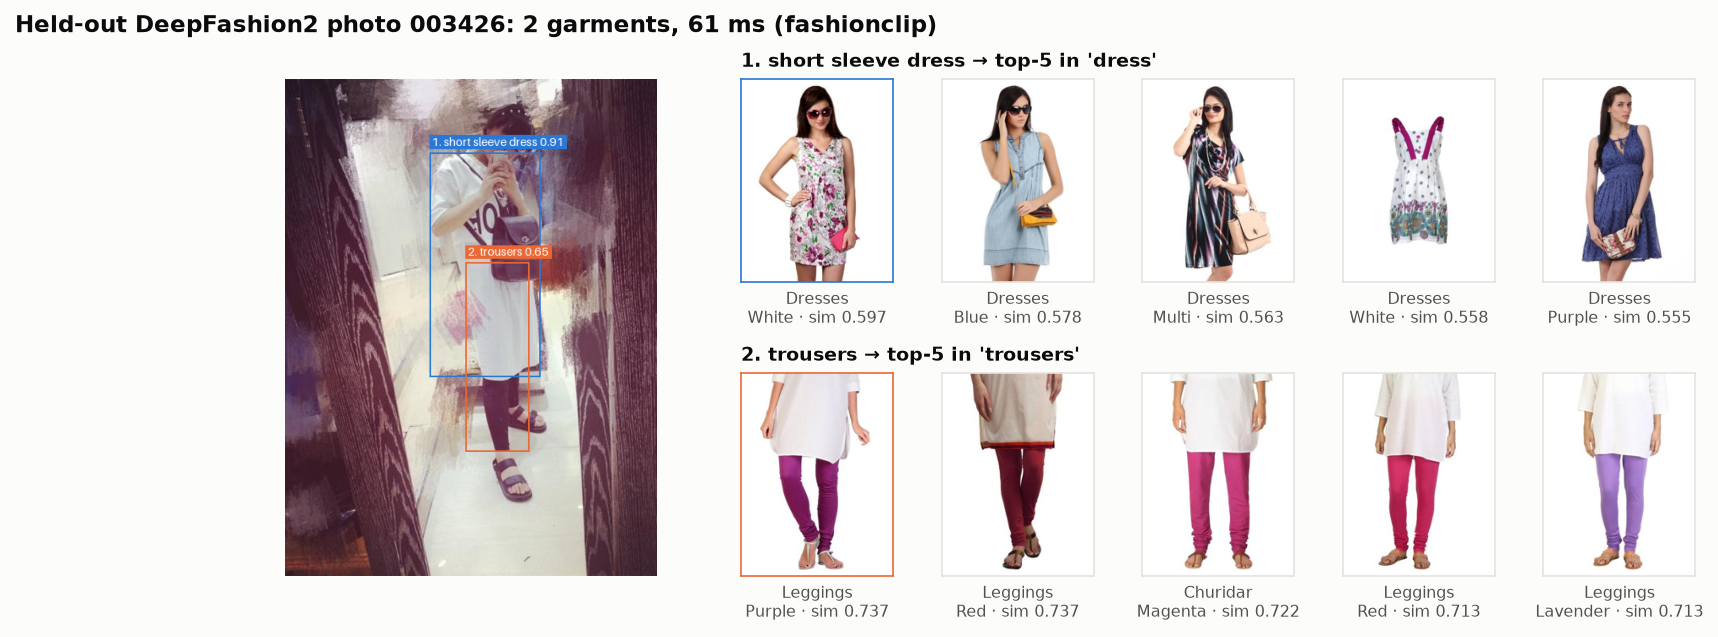 Held-out DeepFashion2 photo 003426: 2 garments, 61 ms (fashionclip)
1. short sleeve dress → top-5 in 'dress'
1. short sleeve dress 0.91
2. trousers 0.65
Dresses
White · sim 0.597
Dresses
Blue · sim 0.578
Dresses
Multi · sim 0.563
Dresses
White · sim 0.558
Dresses
Purple · sim 0.555
2. trousers → top-5 in 'trousers'
Leggings
Purple · sim 0.737
Leggings
Red · sim 0.737
Churidar
Magenta · sim 0.722
Leggings
Red · sim 0.713
Leggings
Lavender · sim 0.713